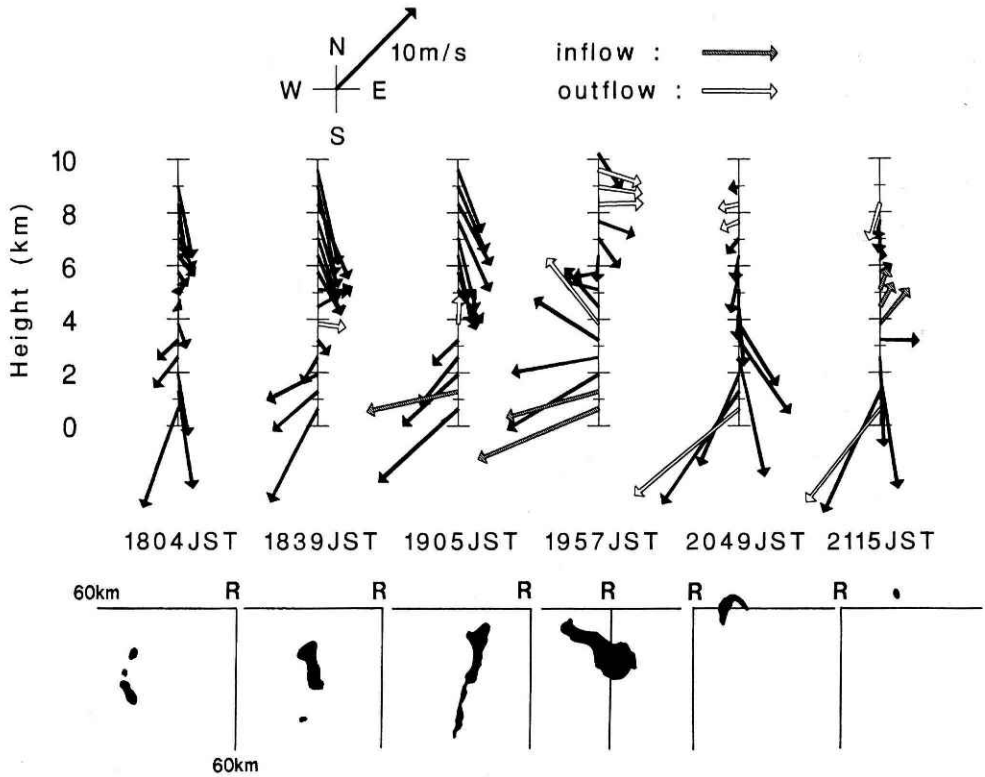 N
10m/s
W E
S
inflow :
outflow :
Height (km)
10
8
6
4
2
0
1804JST 1839JST 1905JST 1957JST 2049JST 2115JST
60km R R R R R R
60km